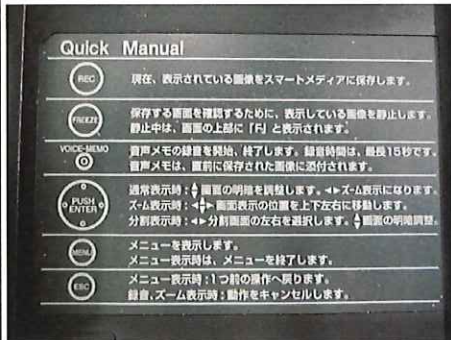 Quick Manual
REC
現在、表示されている画像をスマートメディアに保存します。
FREEZE
保存する画面を確認するために、表示している画像を静止します。
静止中は、画面の上部に「F」と表示されます。
VOICE-MEMO
音声メモの録音を開始、終了します。録音時間は、最長15秒です。
音声メモは、直前に保存された画像に添付されます。
PUSH
ENTER
通常表示時：▲▼画面の明暗を調整します。◀▶ズーム表示になります。
ズーム表示時：▲▼◀▶画面表示の位置を上下左右に移動します。
分割表示時：◀▶分割画面の左右を選択します。▲▼画面の明暗調整。
MENU
メニューを表示します。
メニュー表示時は、メニューを終了します。
ESC
メニュー表示時：1つ前の操作へ戻ります。
録音、ズーム表示時：動作をキャンセルします。